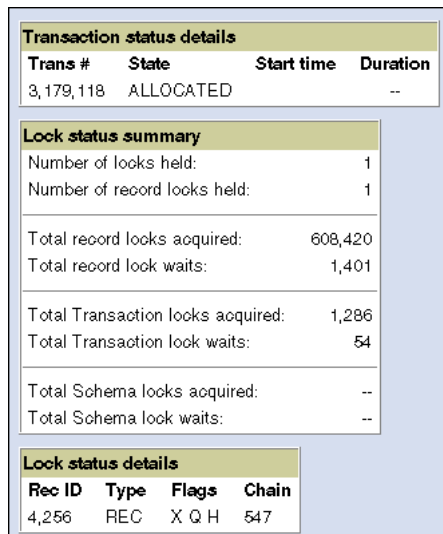 Transaction status details
Trans # State Start time Duration
3,179,118 ALLOCATED --
Lock status summary
Number of locks held: 1
Number of record locks held: 1
Total record locks acquired: 608,420
Total record lock waits: 1,401
Total Transaction locks acquired: 1,286
Total Transaction lock waits: 54
Total Schema locks acquired: --
Total Schema lock waits: --
Lock status details
Rec ID Type Flags Chain
4,256 REC X Q H 547